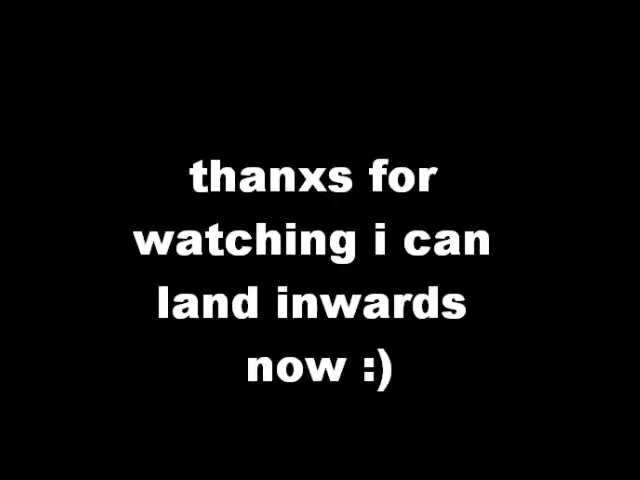 thanxs for
watching i can
land inwards
now :)